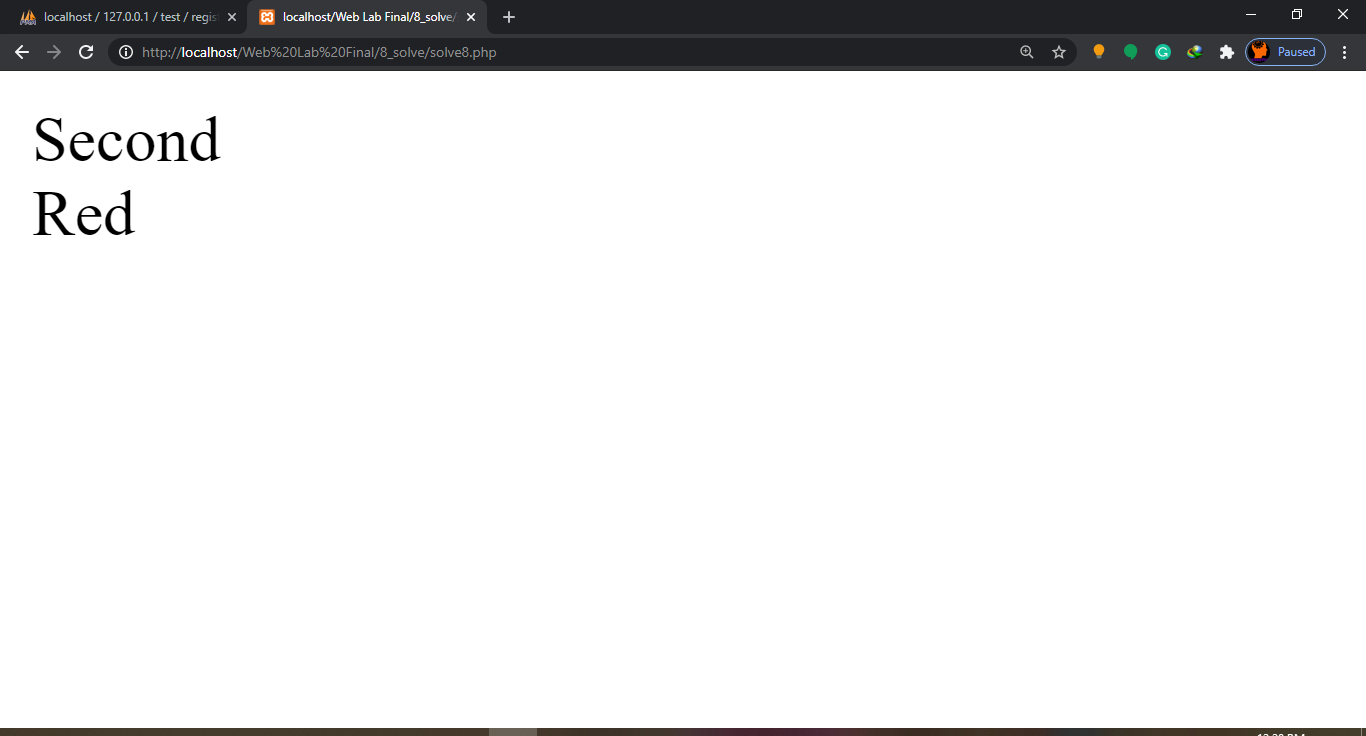 localhost / 127.0.0.1 / test / regis
localhost/Web Lab Final/8_solve/
http://localhost/Web%20Lab%20Final/8_solve/solve8.php
Paused
Second
Red